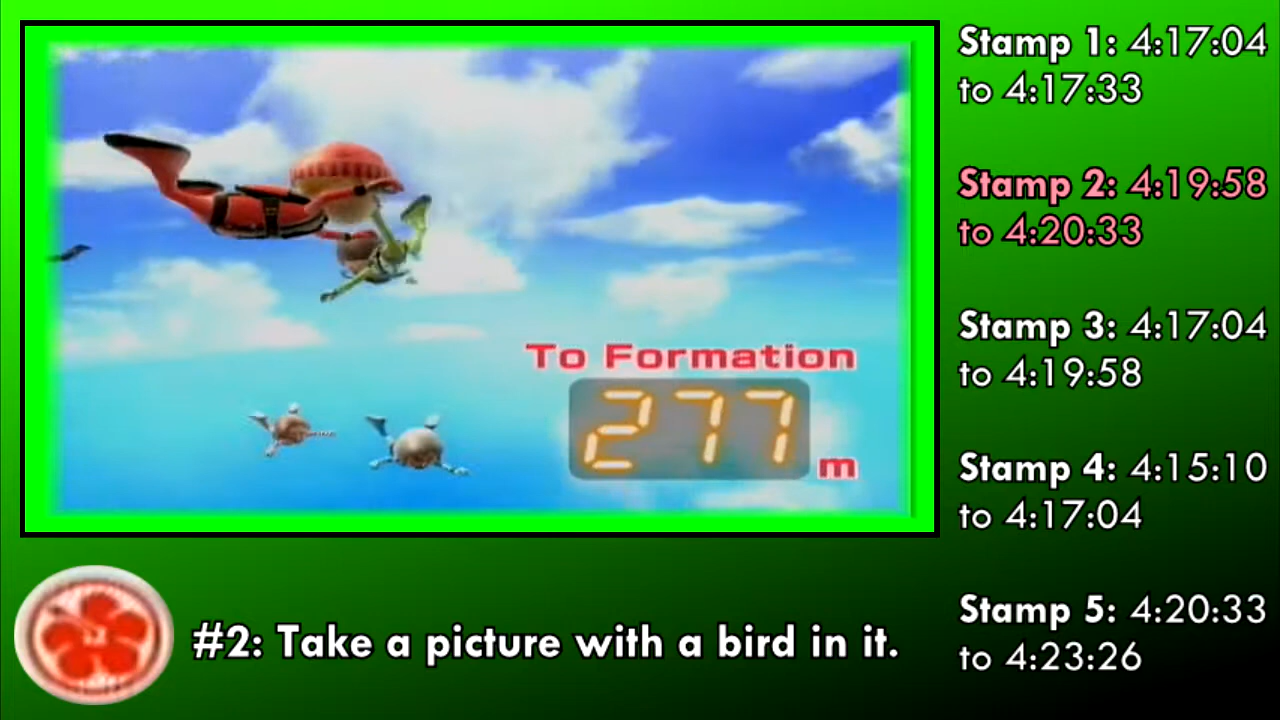 To Formation
277
m
#2: Take a picture with a bird in it.
Stamp 1: 4:17:04
to 4:17:33
Stamp 2: 4:19:58
to 4:20:33
Stamp 3: 4:17:04
to 4:19:58
Stamp 4: 4:15:10
to 4:17:04
Stamp 5: 4:20:33
to 4:23:26